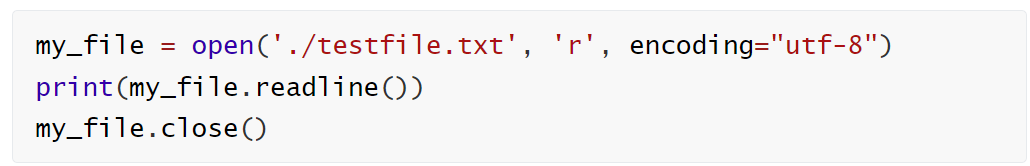 my_file = open('./testfile.txt', 'r', encoding="utf-8")
print(my_file.readline())
my_file.close()